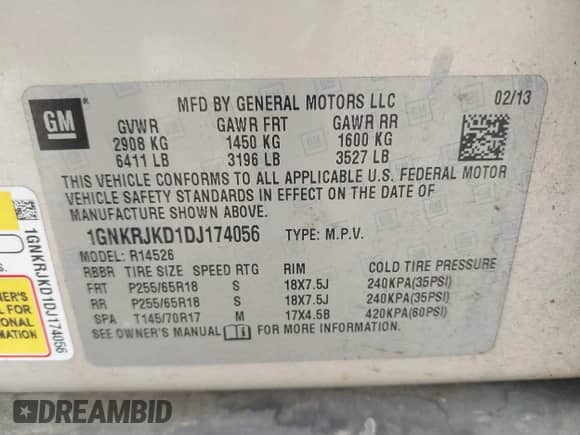 GM
MFD BY GENERAL MOTORS LLC 02/13
GVWR GAWR FRT GAWR RR
2908 KG 1450 KG 1600 KG
6411 LB 3196 LB 3527 LB
THIS VEHICLE CONFORMS TO ALL APPLICABLE U.S. FEDERAL MOTOR
VEHICLE SAFETY STANDARDS IN EFFECT ON THE DATE OF
MANUFACTURE SHOWN ABOVE.
1GNKRJKD1DJ174056 TYPE: M.P.V.
MODEL: R14526
RBBR TIRE SIZE SPEED RTG RIM COLD TIRE PRESSURE
FRT P255/65R18 S 18X7.5J 240KPA(35PSI)
RR P255/65R18 S 18X7.5J 240KPA(35PSI)
SPA T145/70R17 M 17X4.5B 420KPA(60PSI)
SEE OWNER'S MANUAL FOR MORE INFORMATION.
1GNKRJKD1DJ174056
ER'S
L FOR
ONAL
ATION
DREAMBID